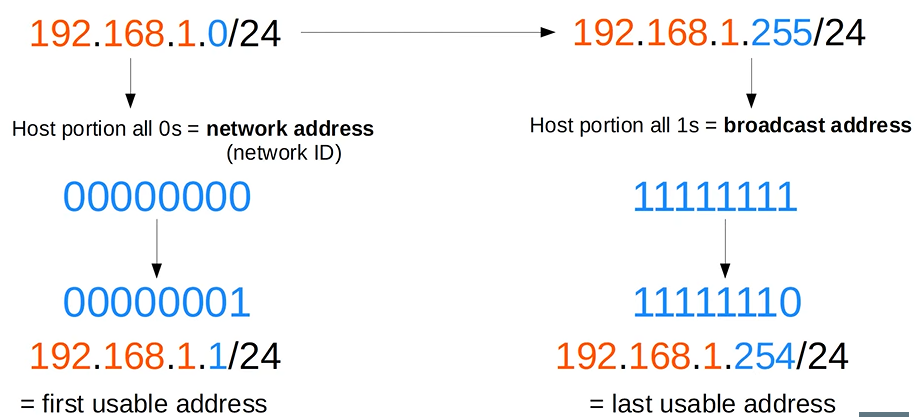 192.168.1.0/24
192.168.1.255/24
Host portion all 0s = network address
(network ID)
Host portion all 1s = broadcast address
00000000
11111111
00000001
11111110
192.168.1.1/24
192.168.1.254/24
= first usable address
= last usable address